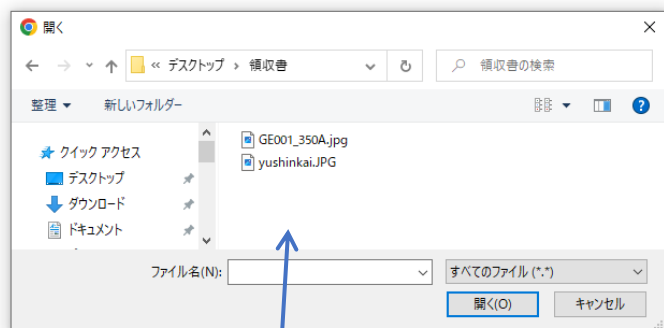 開く
« デスクトップ › 領収書
領収書の検索
整理 ▼ 新しいフォルダー
クイック アクセス
デスクトップ
ダウンロード
ドキュメント
GE001_350A.jpg
yushinkai.JPG
ファイル名(N):
すべてのファイル (*.*)
開く(O)
キャンセル